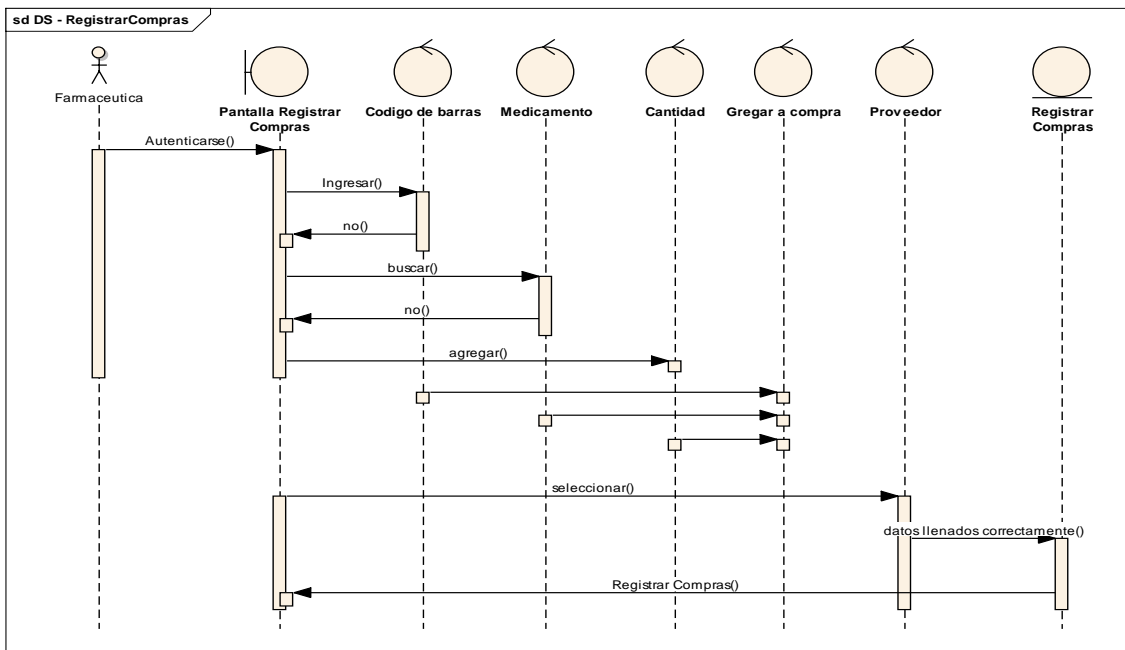 sd DS - RegistrarCompras
Farmaceutica
Pantalla Registrar
Compras
Codigo de barras
Medicamento
Cantidad
Gregar a compra
Proveedor
Registrar
Compras
Autenticarse()
Ingresar()
no()
buscar()
no()
agregar()
seleccionar()
datos llenados correctamente()
Registrar Compras()